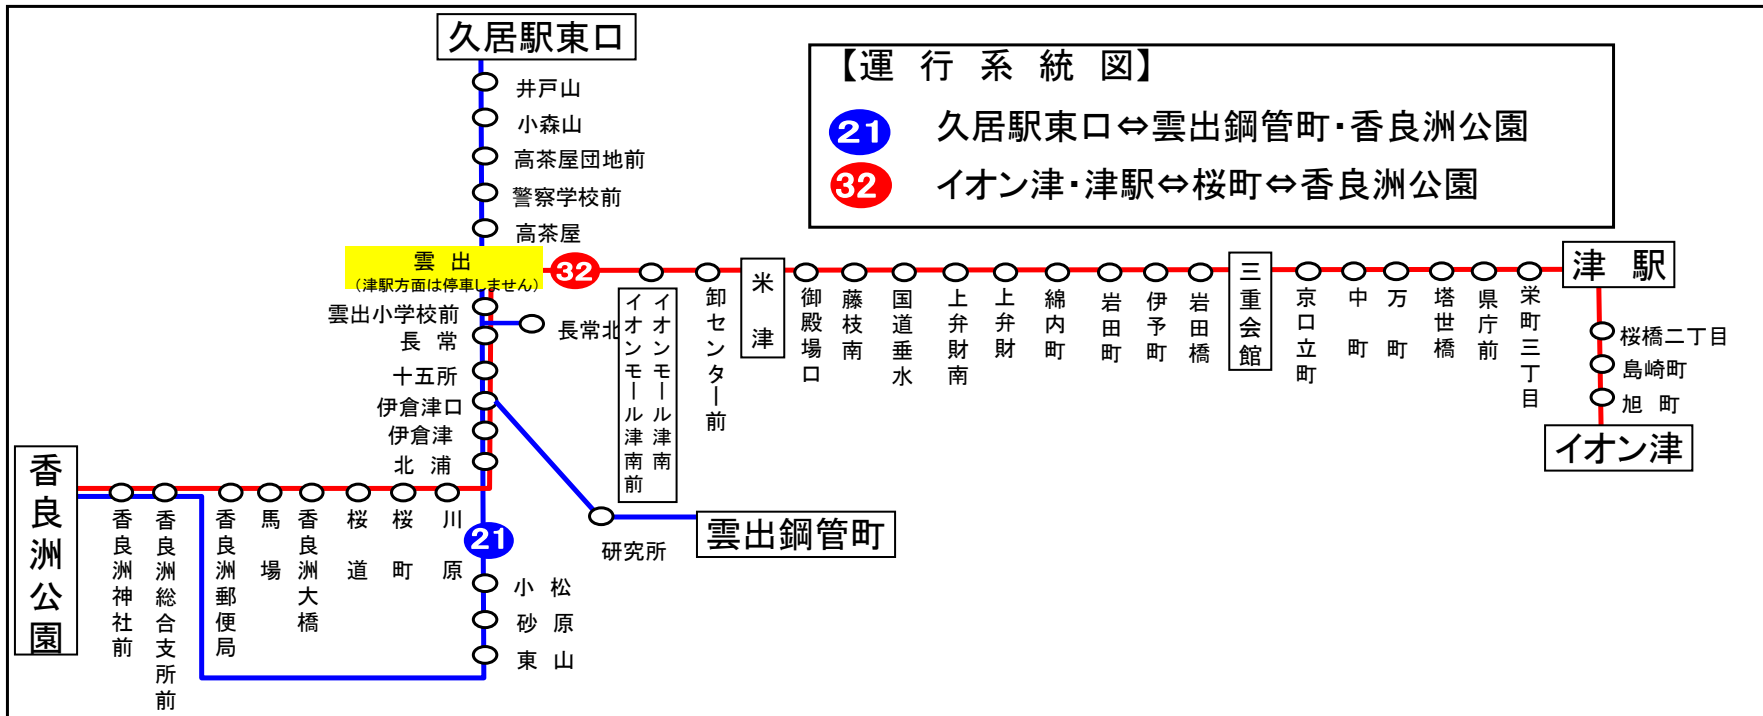 久居駅東口
【運行系統図】
21 久居駅東口⇔雲出鋼管町・香良洲公園
32 イオン津・津駅⇔桜町⇔香良洲公園
井戸山
小森山
高茶屋団地前
警察学校前
高茶屋
雲出
(津駅方面は停車しません)
32
イオンモール津南
イオンモール津南前
卸センター前
米津
御殿場口
藤枝南
国道垂水
上弁財南
上弁財
綿内町
岩田町
伊予町
岩田橋
三重会館
京口立町
中町
万町
塔世橋
県庁前
栄町三丁目
津駅
桜橋二丁目
島崎町
旭町
イオン津
雲出小学校前
長常北
長常
十五所
伊倉津口
伊倉津
北浦
香良洲公園
香良洲神社前
香良洲総合支所前
香良洲郵便局
馬場
香良洲大橋
桜道
桜町
川原
21
研究所
雲出鋼管町
小松
砂原
東山